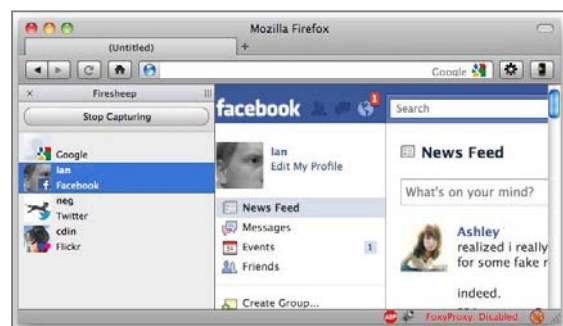 Mozilla Firefox
(Untitled)
+
Google
× Firesheep
Stop Capturing
Google
Ian
Facebook
neg
Twitter
cdin
Flickr
facebook
1
Search
Ian
Edit My Profile
News Feed
Messages
Events 1
Friends
Create Group...
News Feed
What's on your mind?
Ashley
realized i really
for some fake
indeed.
ABP FoxyProxy: Disabled